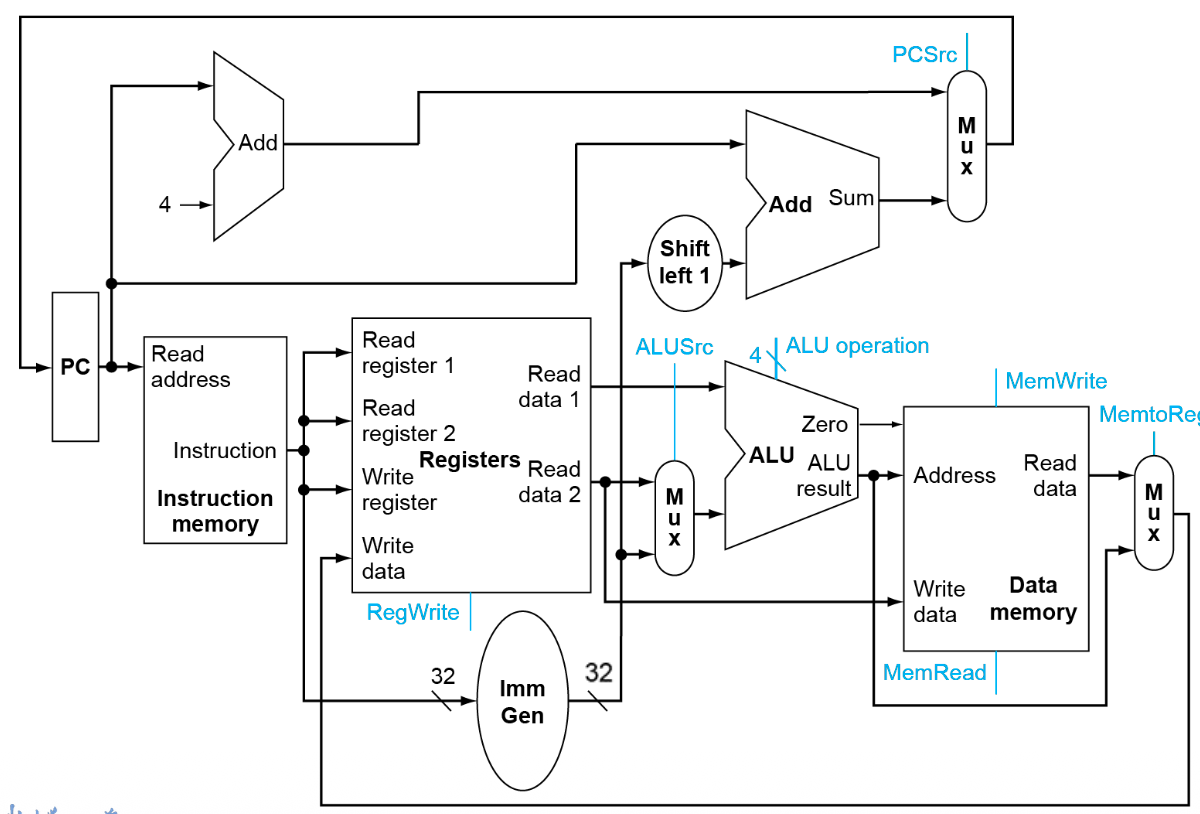 PCSrc
M
u
x
Add
4
Add Sum
Shift
left 1
PC
Read
address
Instruction
Instruction
memory
Read
register 1
Read
register 2
Write
register
Write
data
Registers
Read
data 1
Read
data 2
RegWrite
ALUSrc
M
u
x
4
ALU operation
Zero
ALU
ALU
result
MemWrite
Address
Read
data
Write
data
Data
memory
MemRead
MemtoReg
M
u
x
32
Imm
Gen
32